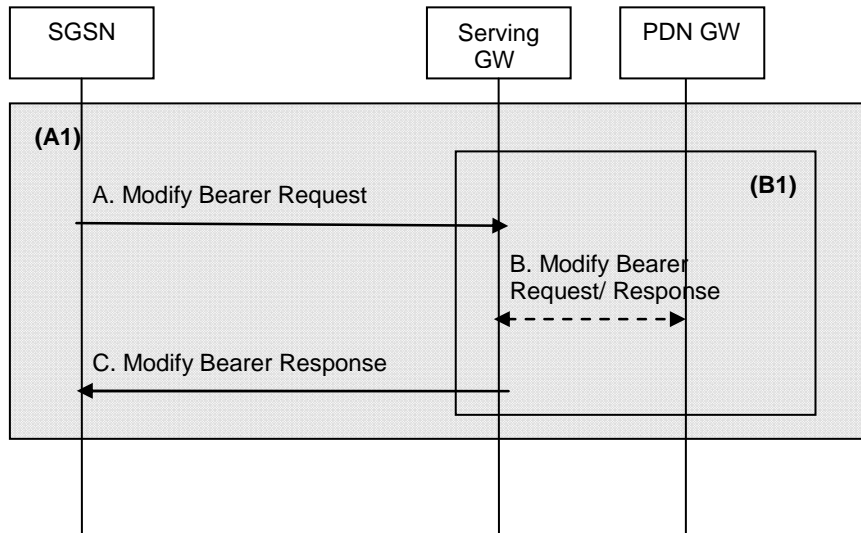 SGSN
Serving
GW
PDN GW
(A1)
(B1)
A. Modify Bearer Request
B. Modify Bearer
Request/ Response
C. Modify Bearer Response